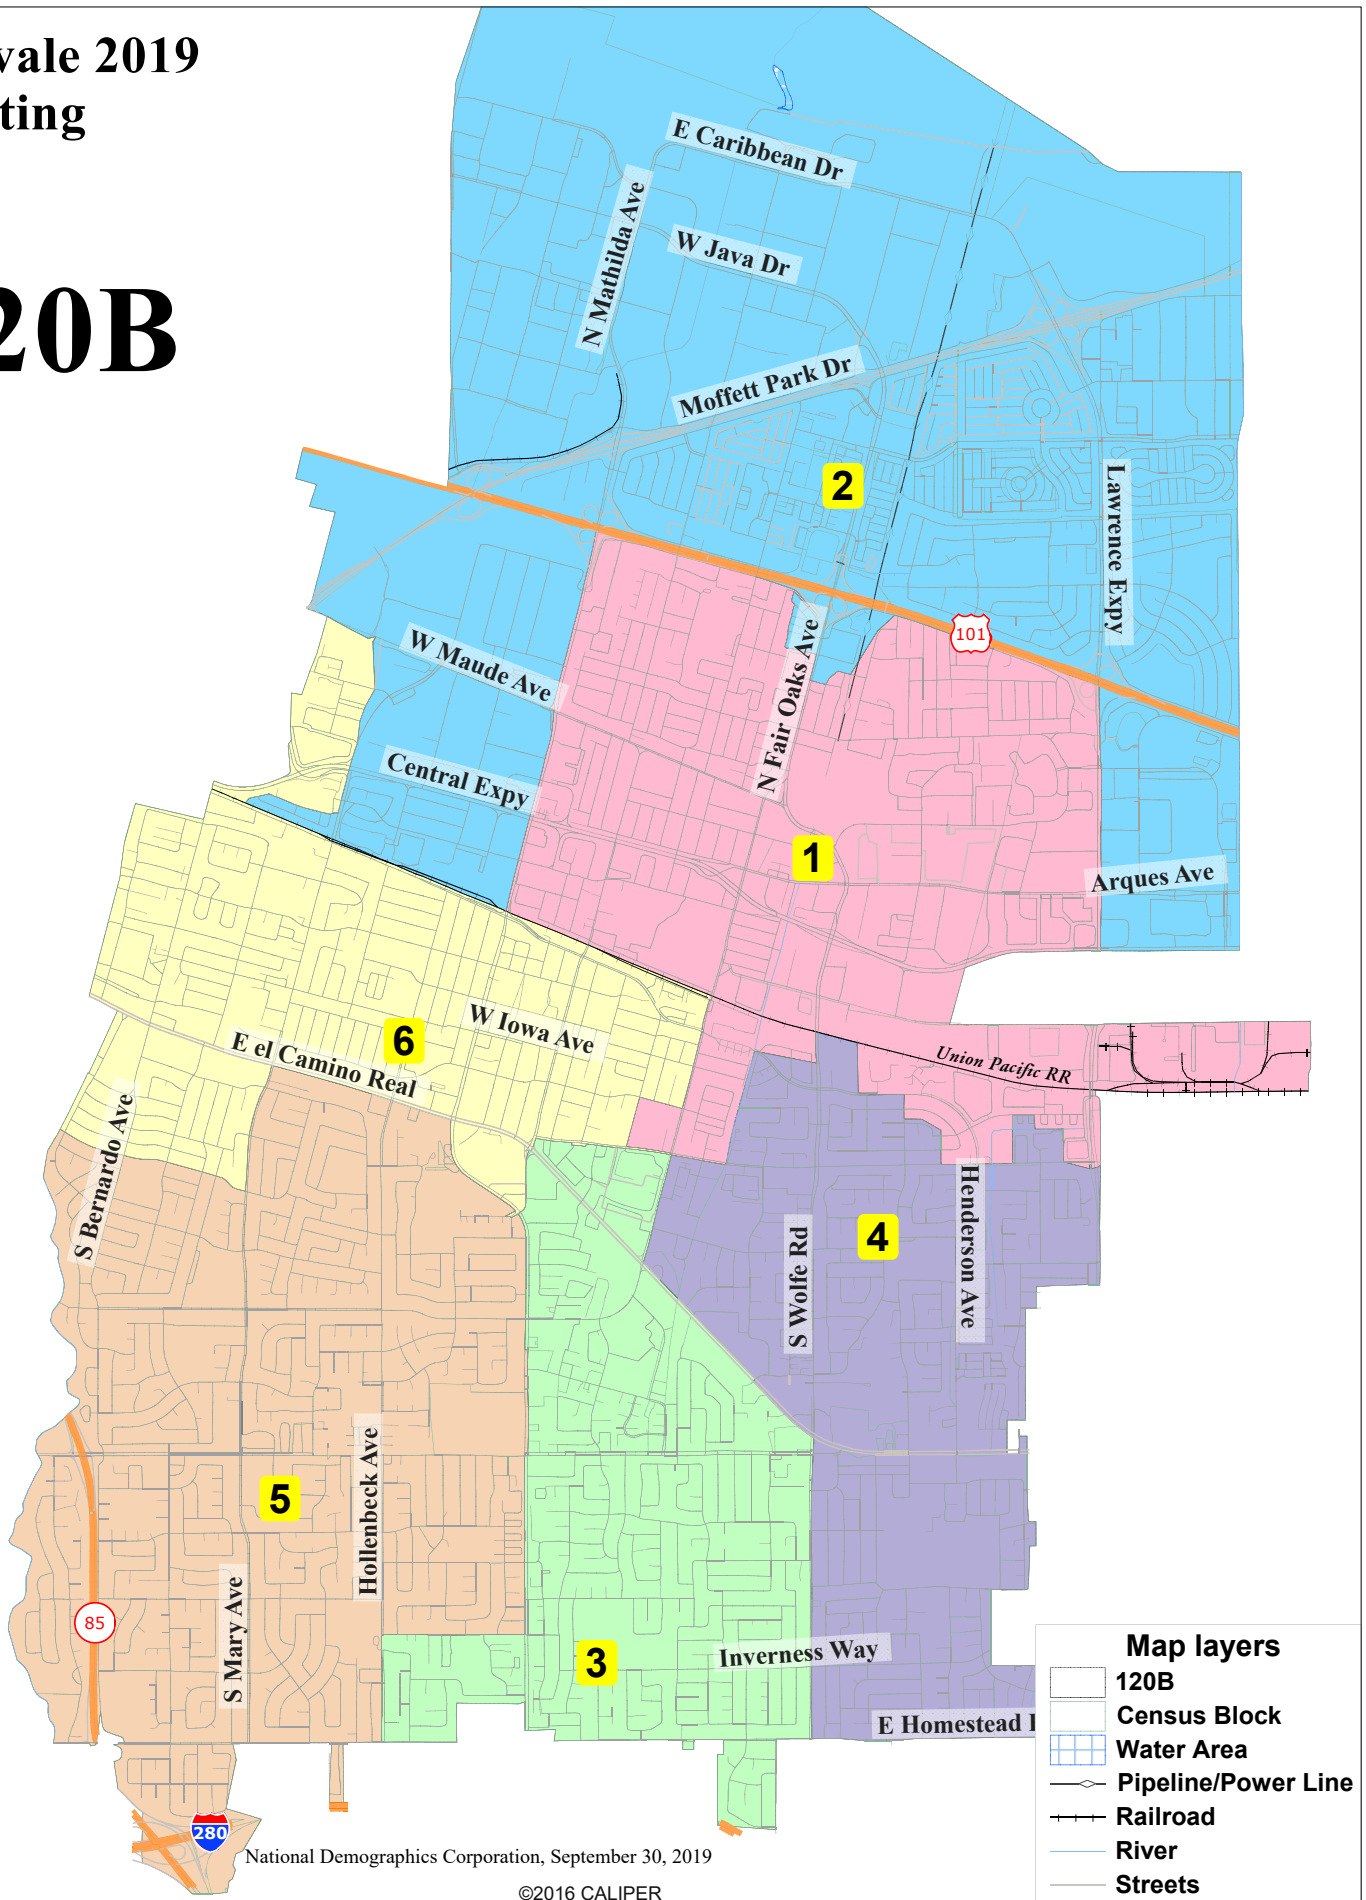 vale 2019
ting
20B
E Caribbean Dr
N Mathilda Ave
W Java Dr
Moffett Park Dr
2
Lawrence Expy
101
W Maude Ave
N Fair Oaks Ave
Central Expy
1
Arques Ave
W Iowa Ave
6
E el Camino Real
Union Pacific RR
S Bernardo Ave
Henderson Ave
4
S Wolfe Rd
Hollenbeck Ave
5
S Mary Ave
85
3
Inverness Way
E Homestead
280
Map layers
120B
Census Block
Water Area
Pipeline/Power Line
Railroad
River
Streets
National Demographics Corporation, September 30, 2019
©2016 CALIPER